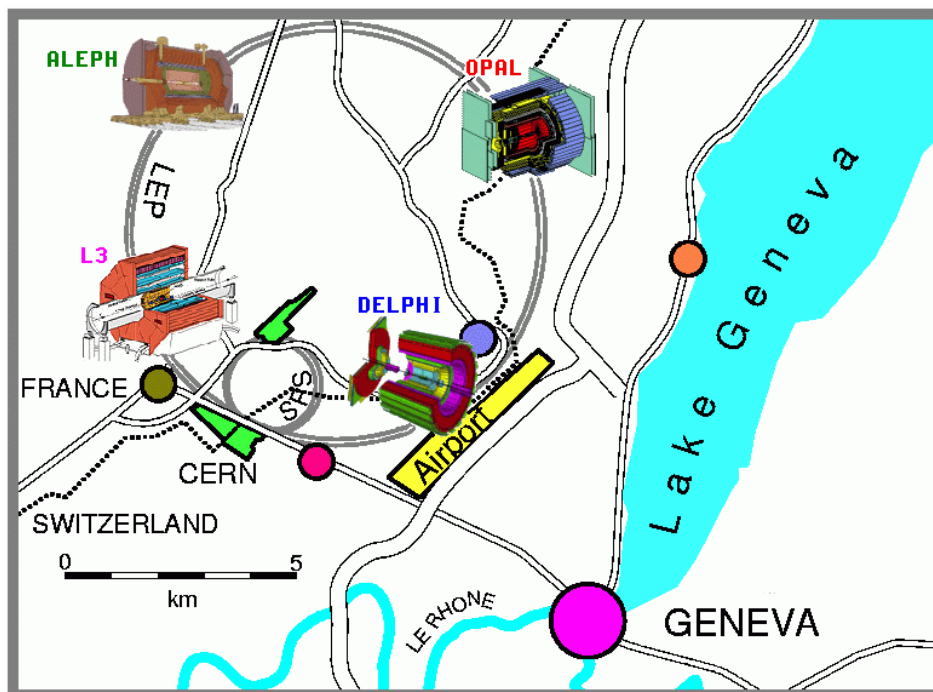 ALEPH
OPAL
LEP
L3
DELPHI
FRANCE
SPS
CERN
Airport
SWITZERLAND
0 5
km
LE RHONE
GENEVA
Lake Geneva